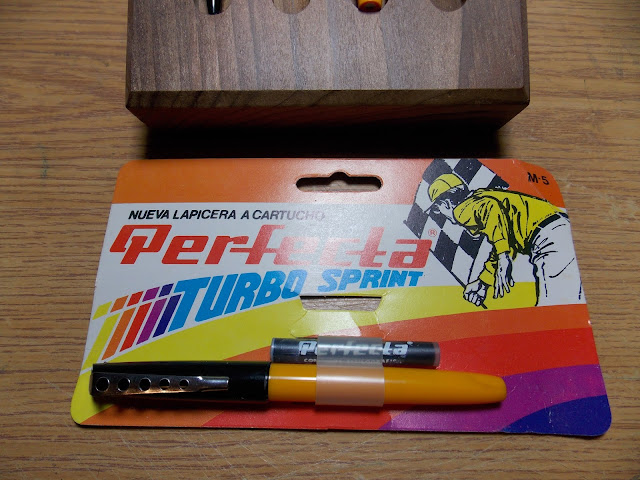 M-5
NUEVA LAPICERA A CARTUCHO
Perfecta®
TURBO SPRINT
Perfecta